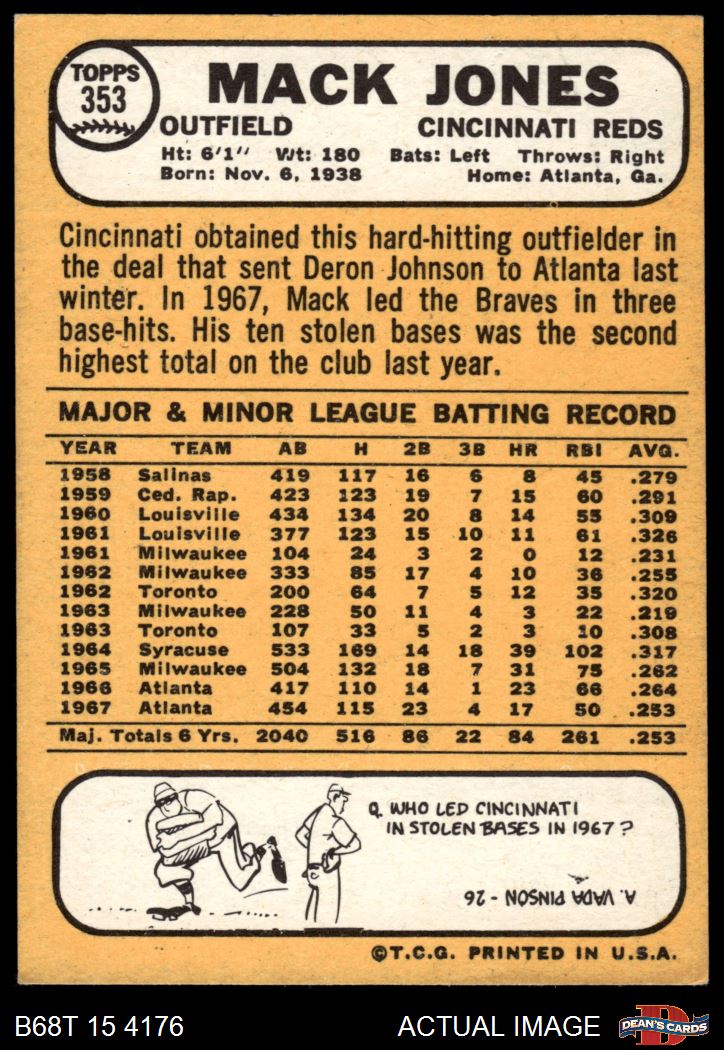 TOPPS
353
MACK JONES
OUTFIELD CINCINNATI REDS
Ht: 6'1" Wt: 180 Bats: Left Throws: Right
Born: Nov. 6, 1938 Home: Atlanta, Ga.
Cincinnati obtained this hard-hitting outfielder in
the deal that sent Deron Johnson to Atlanta last
winter. In 1967, Mack led the Braves in three
base-hits. His ten stolen bases was the second
highest total on the club last year.
MAJOR & MINOR LEAGUE BATTING RECORD
YEAR TEAM AB H 2B 3B HR RBI AVG.
1958 Salinas 419 117 16 6 8 45 .279
1959 Ced. Rap. 423 123 19 7 15 60 .291
1960 Louisville 434 134 20 8 14 55 .309
1961 Louisville 377 123 15 10 11 61 .326
1961 Milwaukee 104 24 3 2 0 12 .231
1962 Milwaukee 333 85 17 4 10 36 .255
1962 Toronto 200 64 7 5 12 35 .320
1963 Milwaukee 228 50 11 4 3 22 .219
1963 Toronto 107 33 5 2 3 10 .308
1964 Syracuse 533 169 14 18 39 102 .317
1965 Milwaukee 504 132 18 7 31 75 .262
1966 Atlanta 417 110 14 1 23 66 .264
1967 Atlanta 454 115 23 4 17 50 .253
Maj. Totals 6 Yrs. 2040 516 86 22 84 261 .253
Q. WHO LED CINCINNATI
IN STOLEN BASES IN 1967?
A. VADA PINSON - 26
©T.C.G. PRINTED IN U.S.A.
B68T 15 4176 ACTUAL IMAGE D DEAN'S CARDS